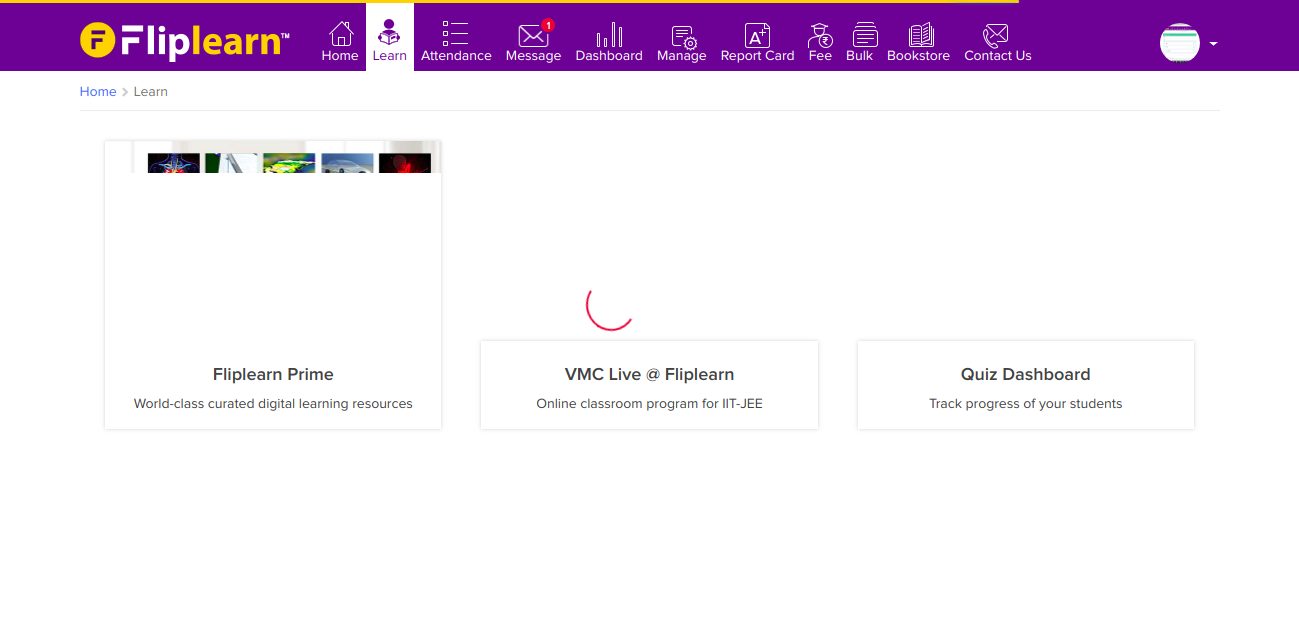 Fliplearn™
1
Home Learn Attendance Message Dashboard Manage Report Card Fee Bulk Bookstore Contact Us
Home Learn
Fliplearn Prime
World-class curated digital learning resources
VMC Live @ Fliplearn
Online classroom program for IIT-JEE
Quiz Dashboard
Track progress of your students